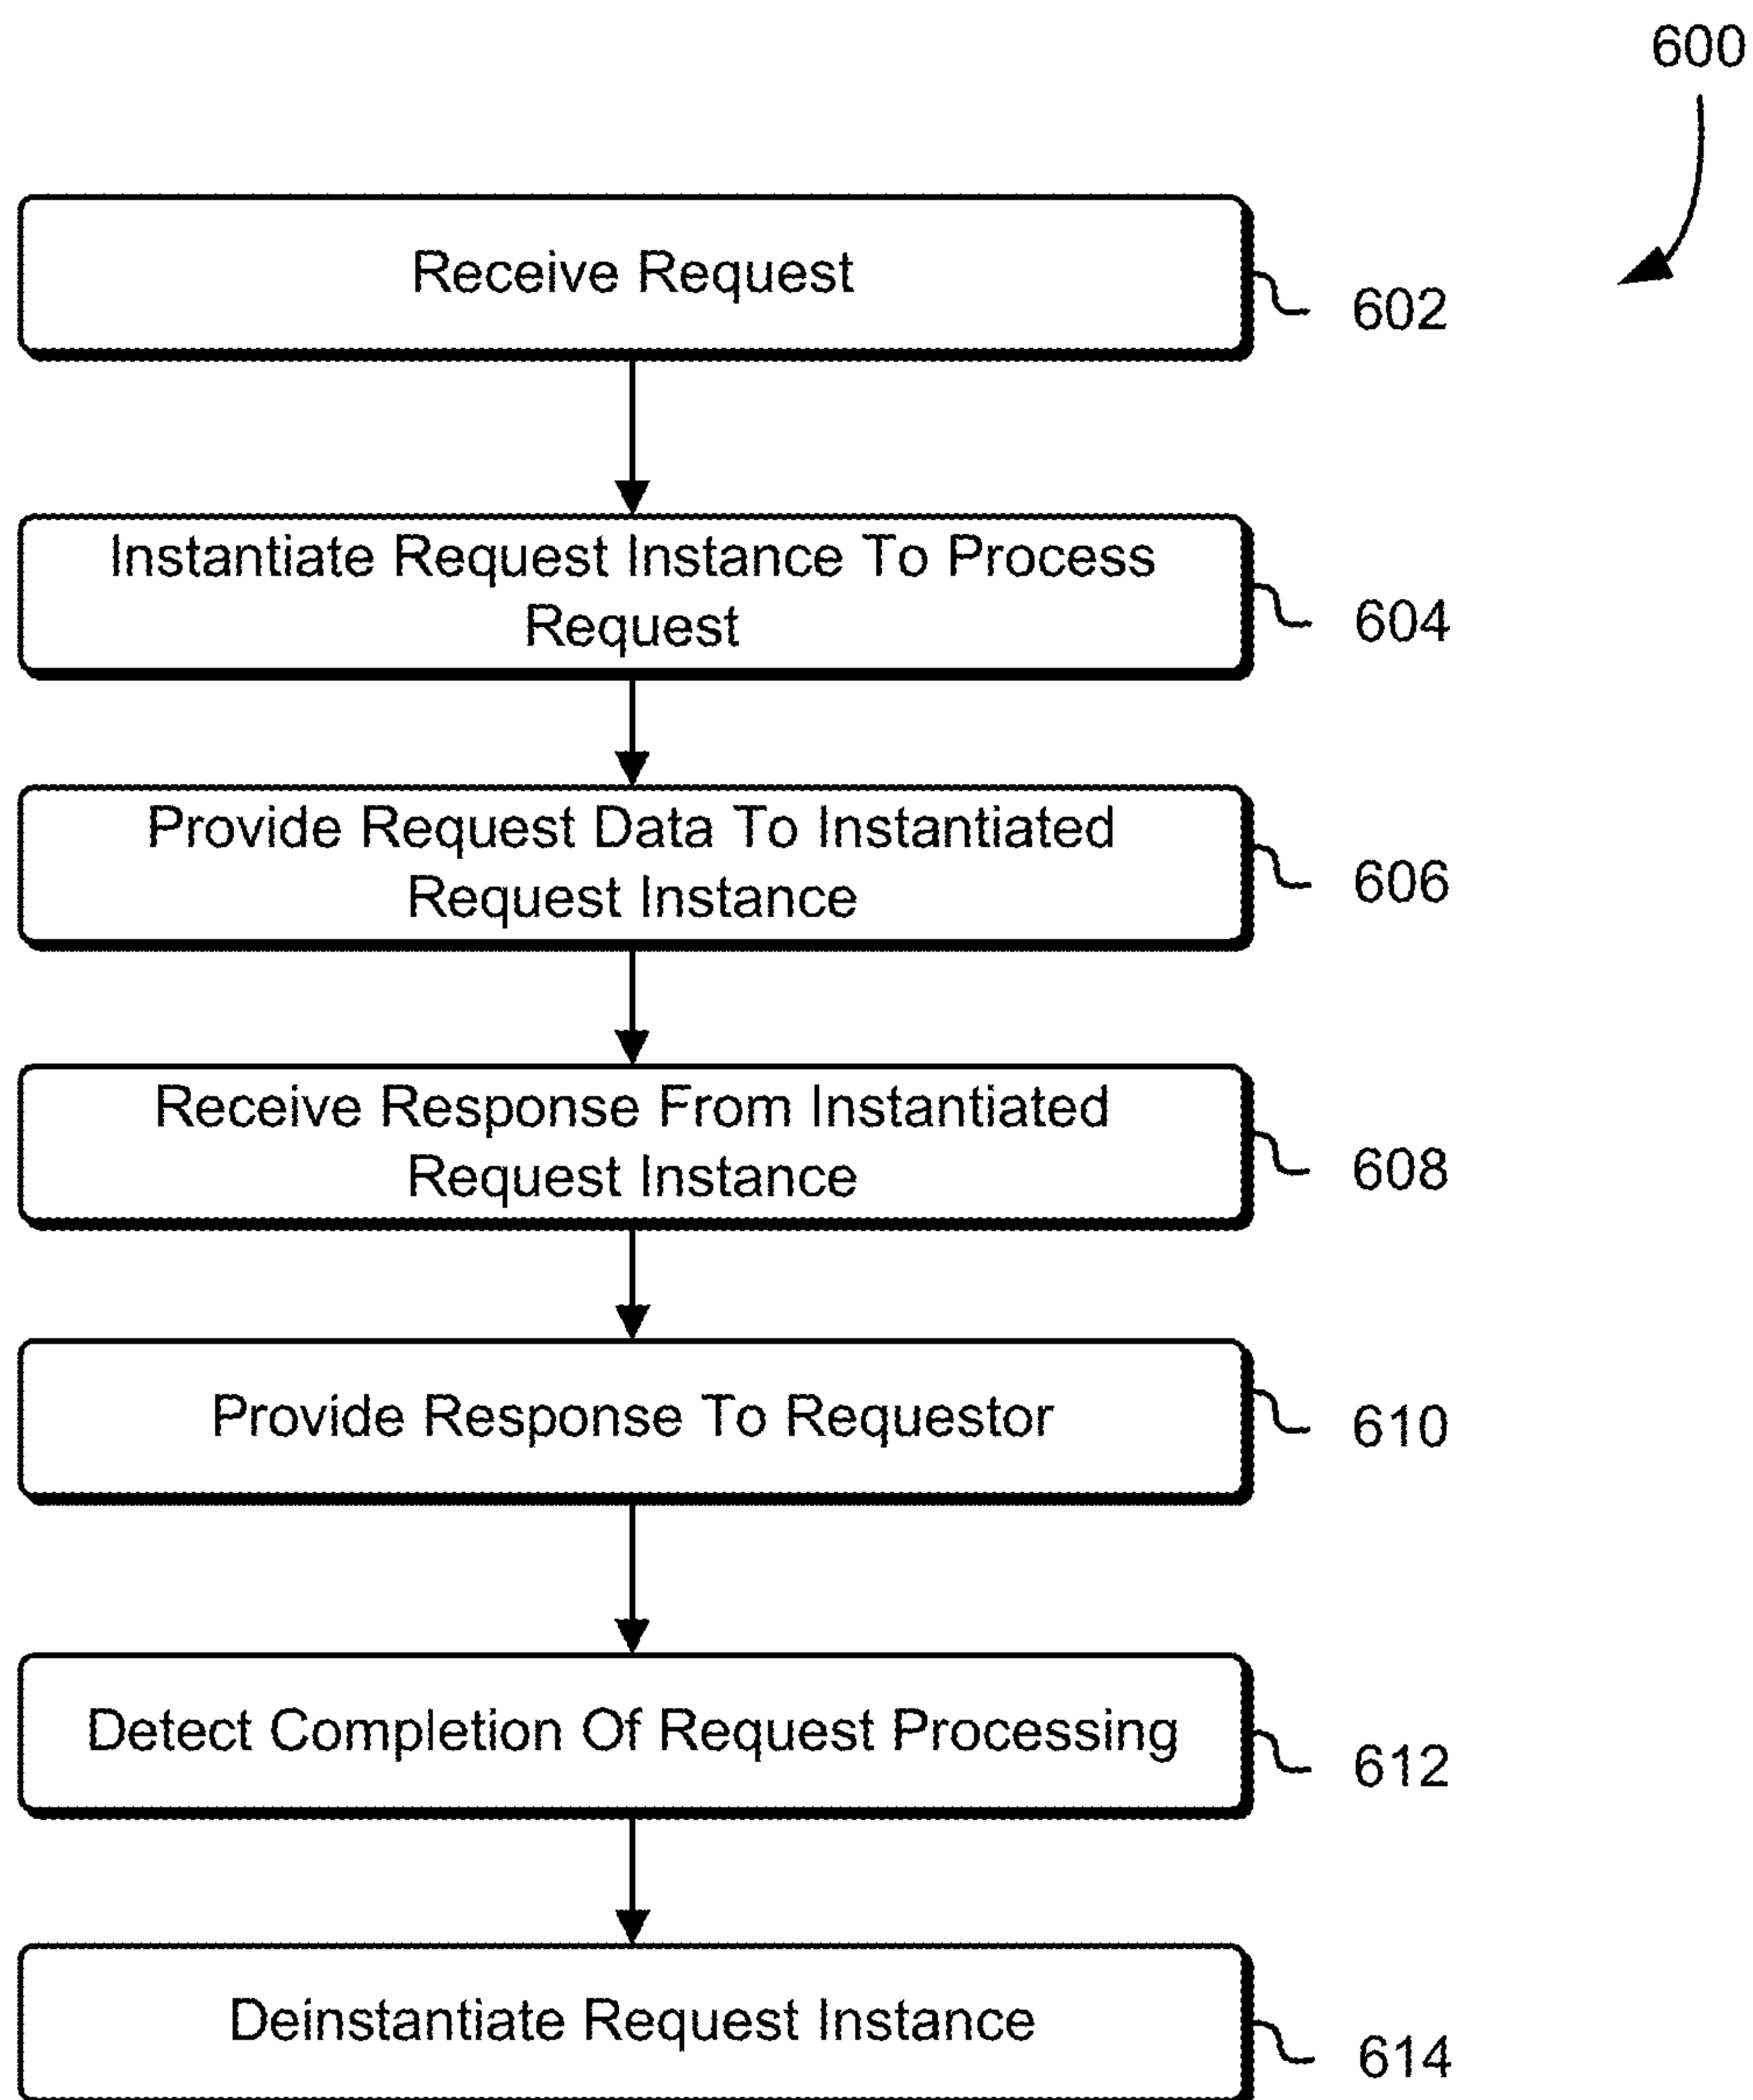 600
Receive Request
602
Instantiate Request Instance To Process
Request
604
Provide Request Data To Instantiated
Request Instance
606
Receive Response From Instantiated
Request Instance
608
Provide Response To Requestor
610
Detect Completion Of Request Processing
612
Deinstantiate Request Instance
614